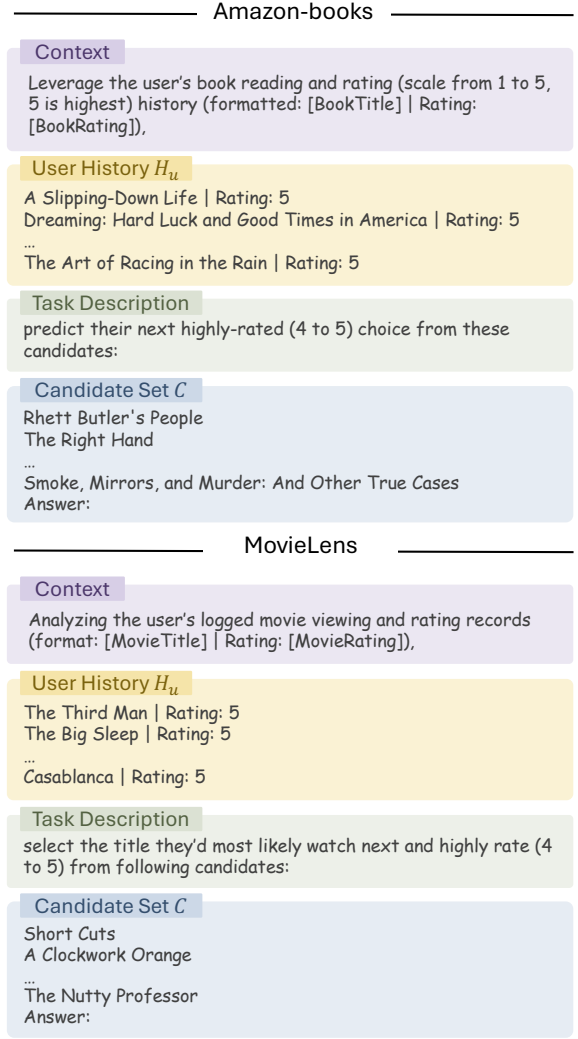 Amazon-books
Context
Leverage the user's book reading and rating (scale from 1 to 5,
5 is highest) history (formatted: [BookTitle] | Rating:
[BookRating]),
User History H_u
A Slipping-Down Life | Rating: 5
Dreaming: Hard Luck and Good Times in America | Rating: 5
...
The Art of Racing in the Rain | Rating: 5
Task Description
predict their next highly-rated (4 to 5) choice from these
candidates:
Candidate Set C
Rhett Butler's People
The Right Hand
...
Smoke, Mirrors, and Murder: And Other True Cases
Answer:
MovieLens
Context
Analyzing the user's logged movie viewing and rating records
(format: [MovieTitle] | Rating: [MovieRating]),
User History H_u
The Third Man | Rating: 5
The Big Sleep | Rating: 5
...
Casablanca | Rating: 5
Task Description
select the title they'd most likely watch next and highly rate (4
to 5) from following candidates:
Candidate Set C
Short Cuts
A Clockwork Orange
...
The Nutty Professor
Answer: